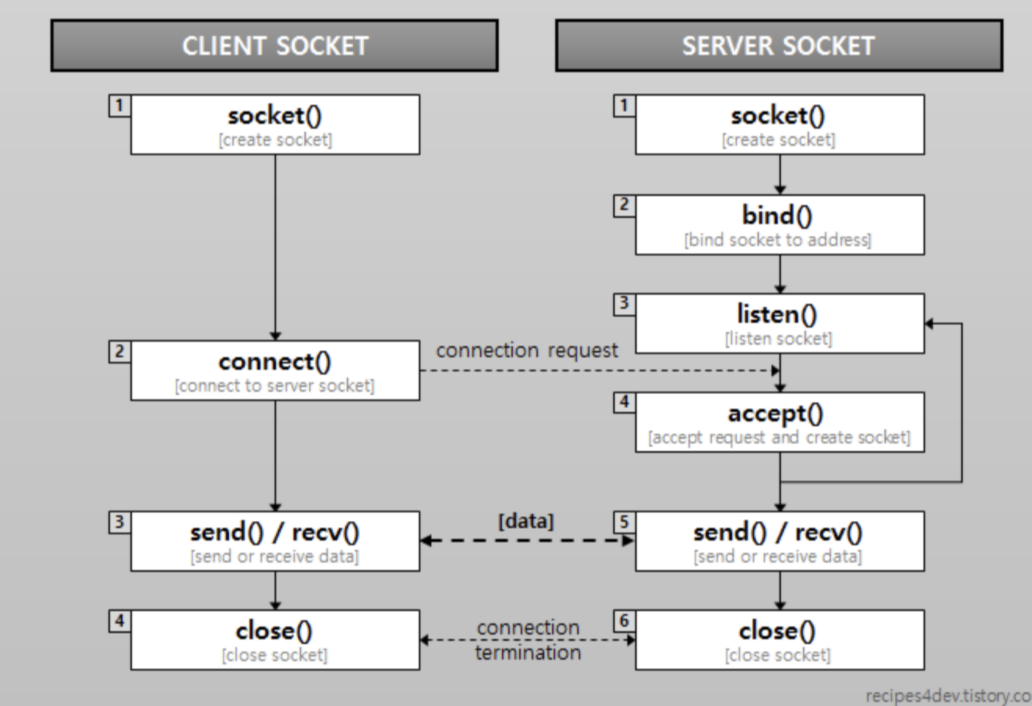 CLIENT SOCKET
1
socket()
[create socket]
2
connect()
[connect to server socket]
3
send() / recv()
[send or receive data]
4
close()
[close socket]
connection request
[data]
connection
termination
SERVER SOCKET
1
socket()
[create socket]
2
bind()
[bind socket to address]
3
listen()
[listen socket]
4
accept()
[accept request and create socket]
5
send() / recv()
[send or receive data]
6
close()
[close socket]
recipes4dev.tistory.co